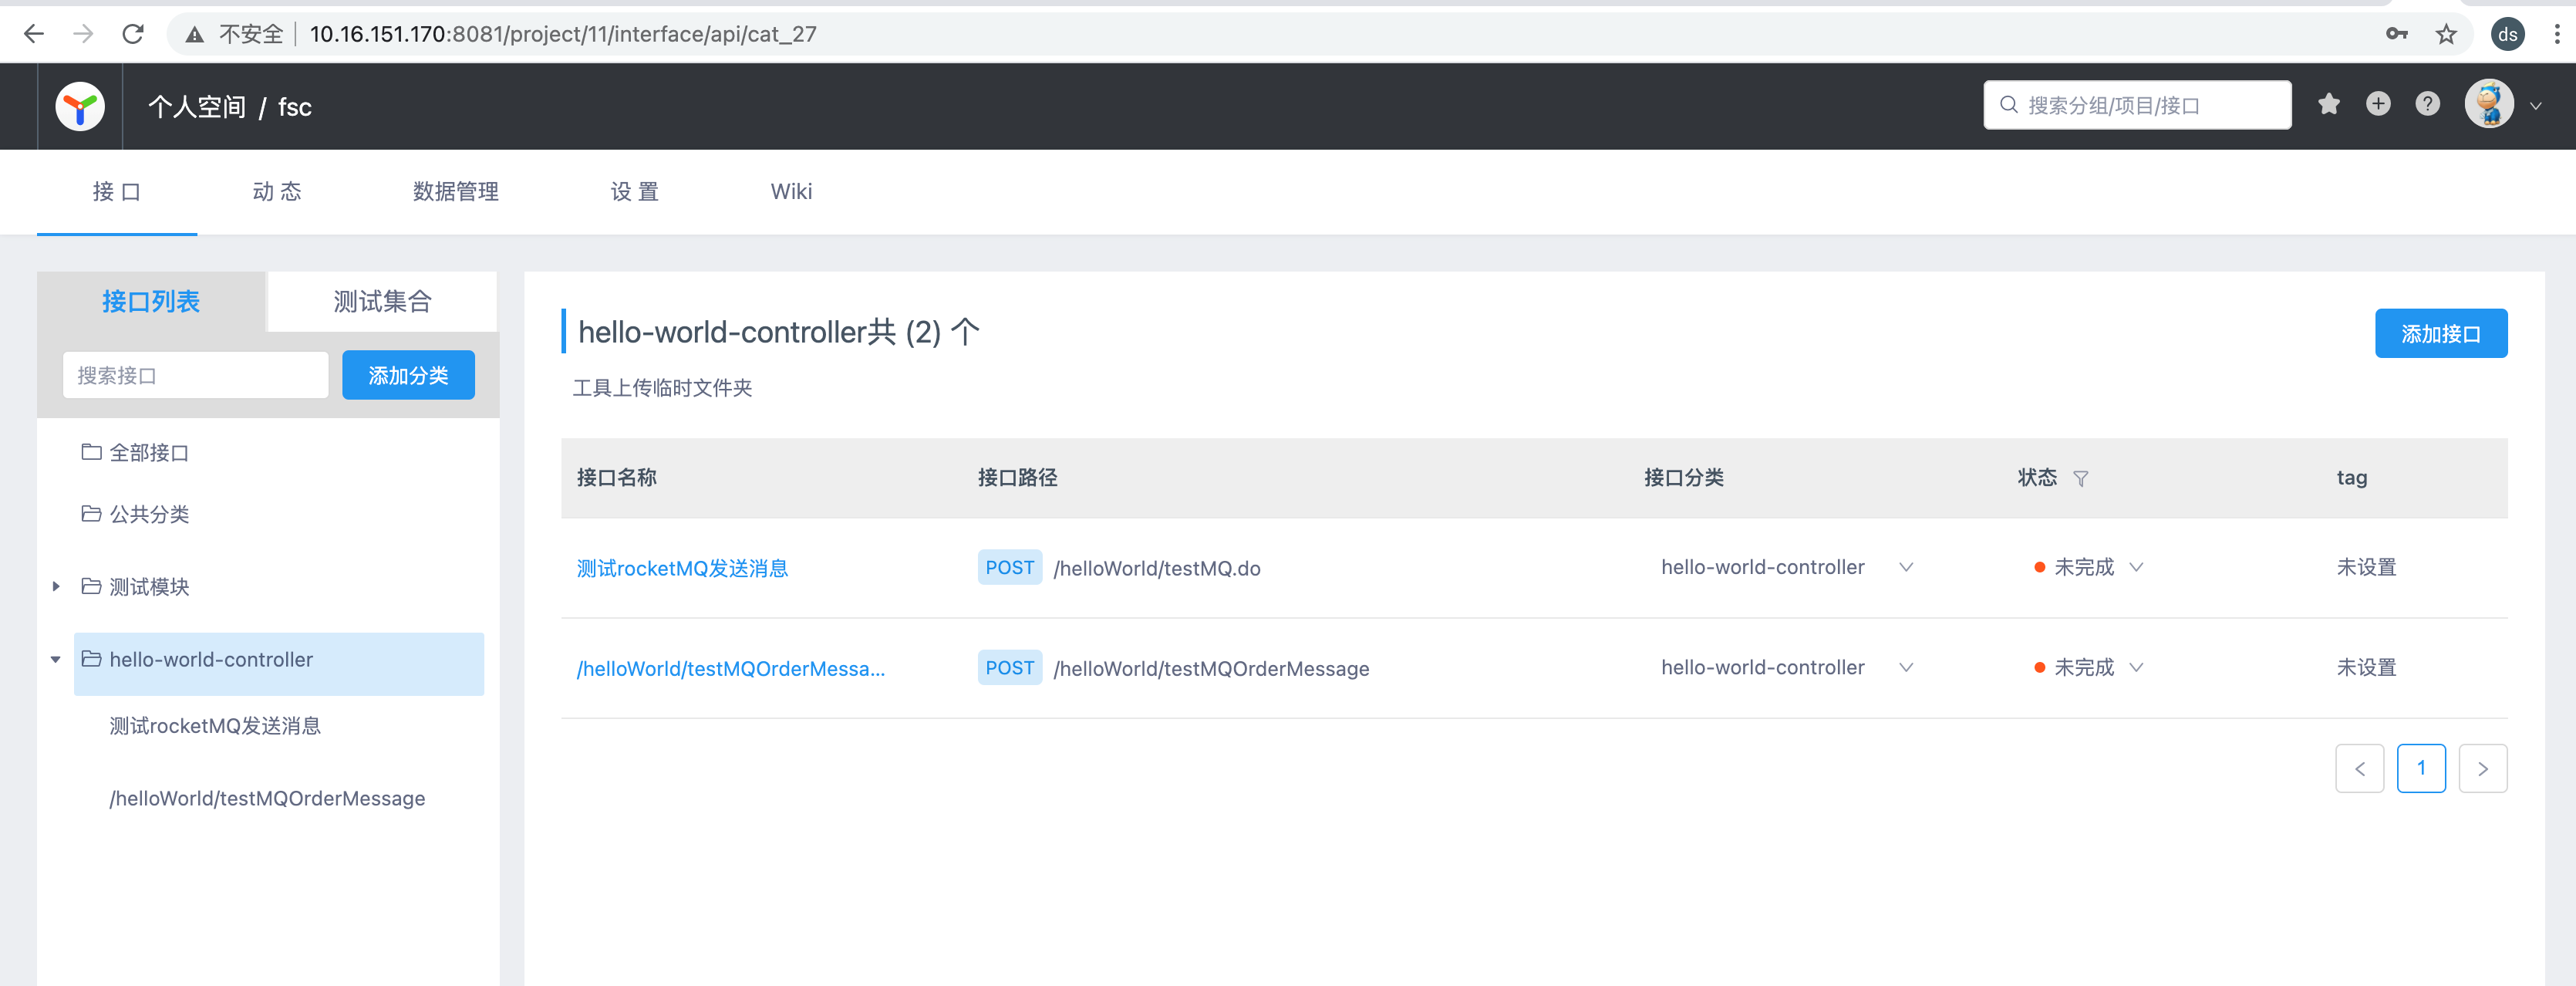 不安全 10.16.151.170:8081/project/11/interface/api/cat_27
ds
个人空间 / fsc
搜索分组/项目/接口
接 口 动 态 数据管理 设 置 Wiki
接口列表 测试集合
搜索接口 添加分类
全部接口
公共分类
测试模块
hello-world-controller
测试rocketMQ发送消息
/helloWorld/testMQOrderMessage
hello-world-controller共 (2) 个
添加接口
工具上传临时文件夹
接口名称 接口路径 接口分类 状态 tag
测试rocketMQ发送消息 POST /helloWorld/testMQ.do hello-world-controller 未完成 未设置
/helloWorld/testMQOrderMessa... POST /helloWorld/testMQOrderMessage hello-world-controller 未完成 未设置
1